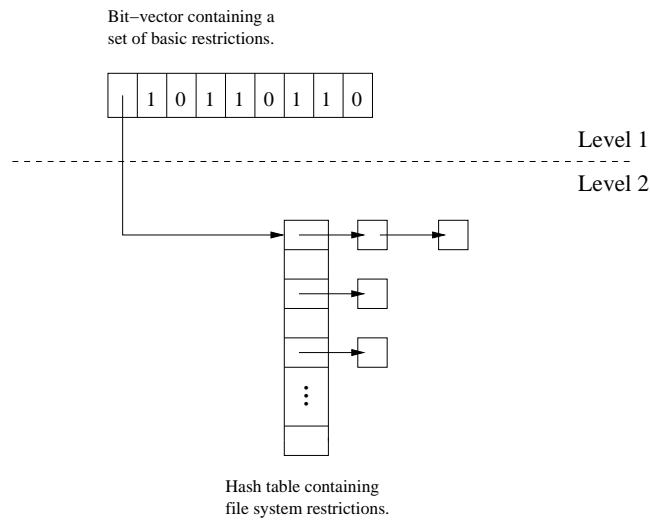 Bit−vector containing a
set of basic restrictions.
1 0 1 1 0 1 1 0
Level 1
Level 2
Hash table containing
file system restrictions.